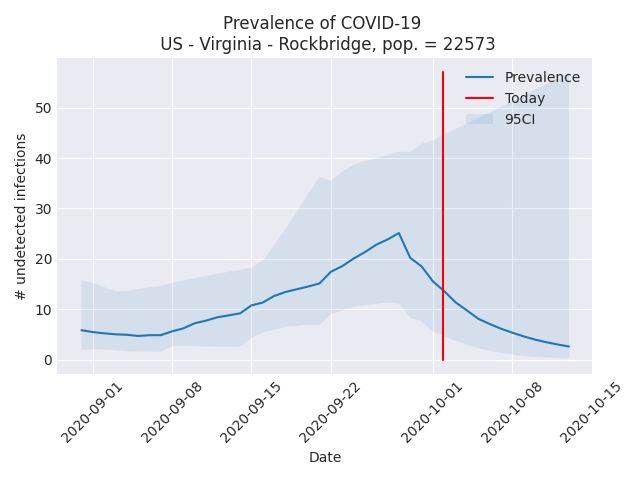 Prevalence of COVID-19
US - Virginia - Rockbridge, pop. = 22573
Prevalence
Today
95CI
# undetected infections
50
40
30
20
10
0
2020-09-01
2020-09-08
2020-09-15
2020-09-22
2020-10-01
2020-10-08
2020-10-15
Date